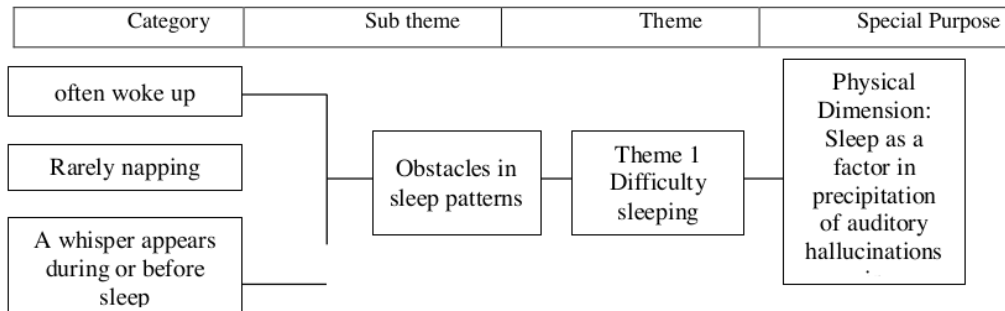 Category Sub theme Theme Special Purpose
often woke up
Rarely napping
A whisper appears
during or before
sleep
Obstacles in
sleep patterns
Theme 1
Difficulty
sleeping
Physical
Dimension:
Sleep as a
factor in
precipitation
of auditory
hallucinations